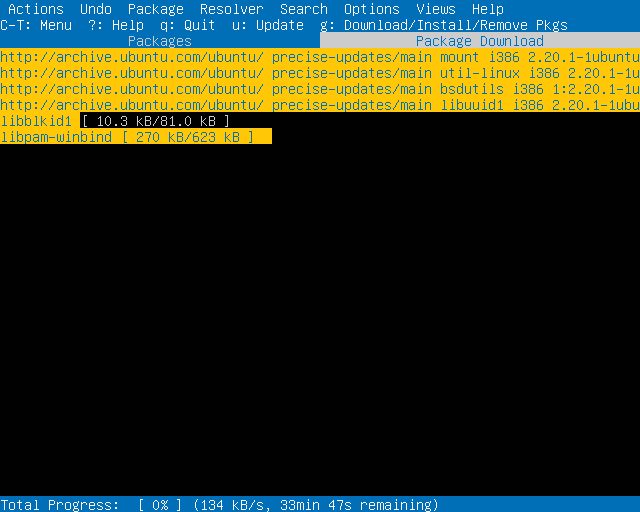 Actions  Undo  Package  Resolver  Search  Options  Views  Help
C-T: Menu  ?: Help  q: Quit  u: Update  g: Download/Install/Remove Pkgs
Packages Package Download
http://archive.ubuntu.com/ubuntu/ precise-updates/main mount i386 2.20.1-1ubuntu
http://archive.ubuntu.com/ubuntu/ precise-updates/main util-linux i386 2.20.1-1u
http://archive.ubuntu.com/ubuntu/ precise-updates/main bsdutils i386 1:2.20.1-1u
http://archive.ubuntu.com/ubuntu/ precise-updates/main libuuid1 i386 2.20.1-1ubu
libblkid1 [ 10.3 kB/81.0 kB ]
libpam-winbind [ 270 kB/623 kB ]
Total Progress:  [ 0% ] (134 kB/s, 33min 47s remaining)